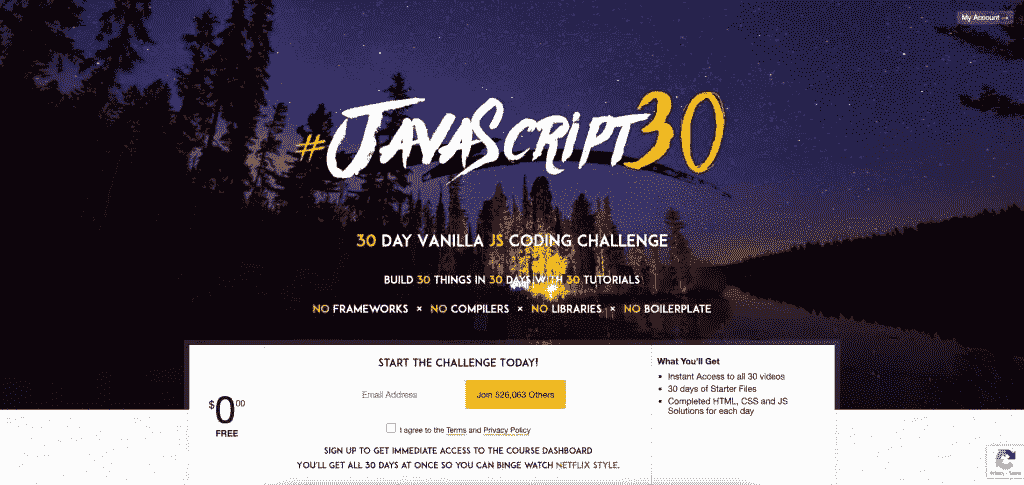 My Account →
#JAVASCRIPT30
30 DAY VANILLA JS CODING CHALLENGE
BUILD 30 THINGS IN 30 DAYS WITH 30 TUTORIALS
NO FRAMEWORKS × NO COMPILERS × NO LIBRARIES × NO BOILERPLATE
START THE CHALLENGE TODAY!
Email Address
Join 526,063 Others
I agree to the Terms and Privacy Policy
$0.00
FREE
SIGN UP TO GET IMMEDIATE ACCESS TO THE COURSE DASHBOARD
YOU'LL GET ALL 30 DAYS AT ONCE SO YOU CAN BINGE WATCH NETFLIX STYLE.
What You'll Get
Instant Access to all 30 videos
30 days of Starter Files
Completed HTML, CSS and JS
Solutions for each day
Privacy - Terms